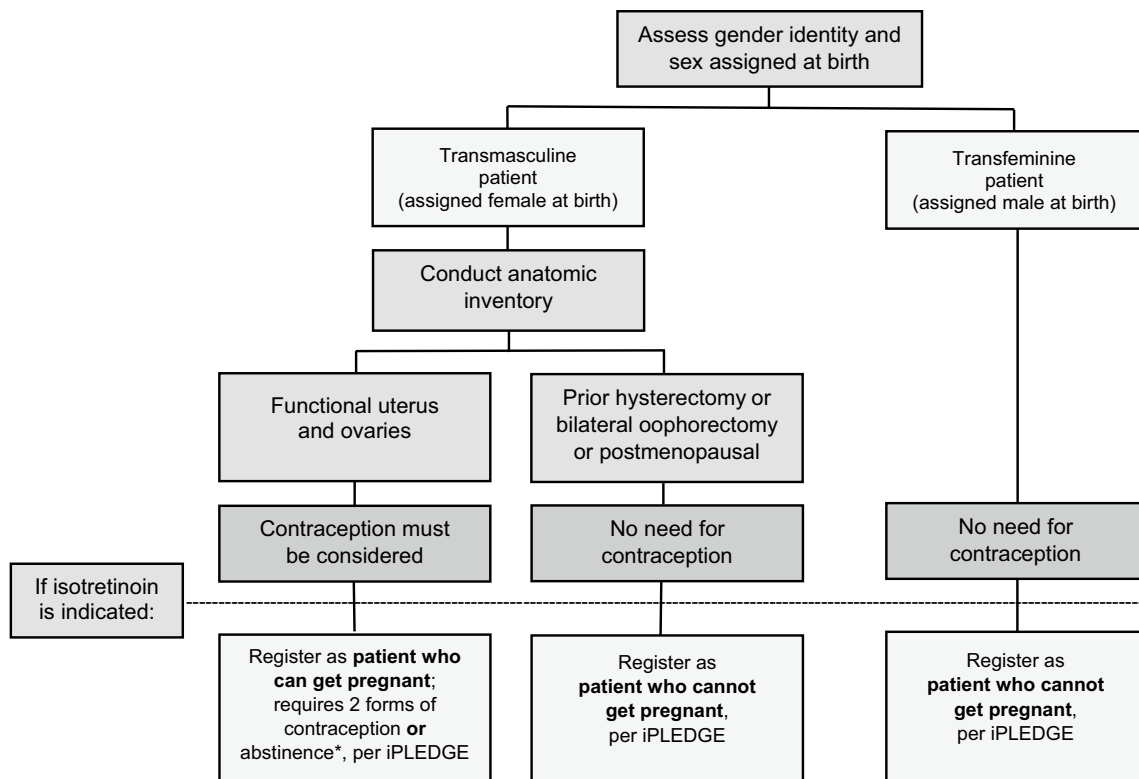 Assess gender identity and
sex assigned at birth
Transmasculine
patient
(assigned female at birth)
Transfeminine
patient
(assigned male at birth)
Conduct anatomic
inventory
Functional uterus
and ovaries
Prior hysterectomy or
bilateral oophorectomy
or postmenopausal
Contraception must
be considered
No need for
contraception
No need for
contraception
If isotretinoin
is indicated:
Register as patient who
can get pregnant;
requires 2 forms of
contraception or
abstinence*, per iPLEDGE
Register as
patient who cannot
get pregnant,
per iPLEDGE
Register as
patient who cannot
get pregnant,
per iPLEDGE